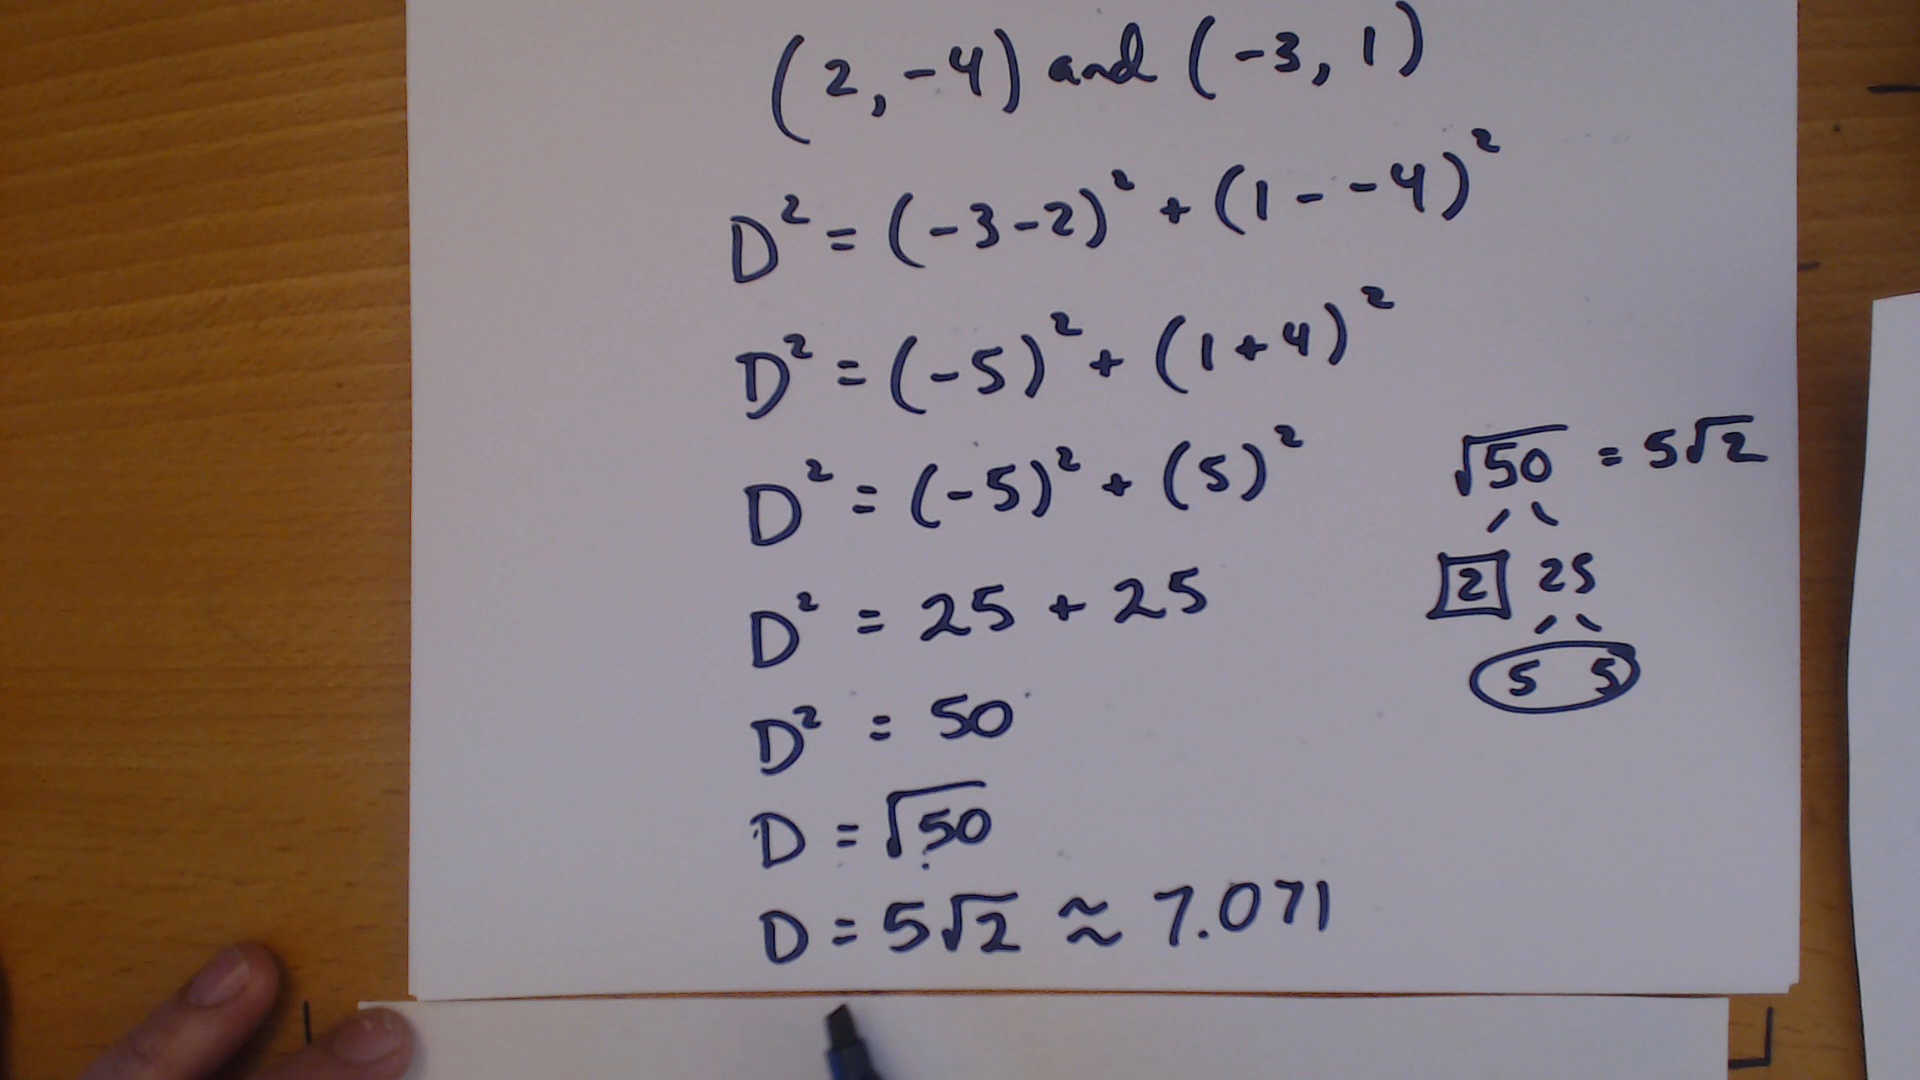 (2, -4) and (-3, 1)
D² = (-3-2)² + (1 - -4)²
D² = (-5)² + (1+4)²
D² = (-5)² + (5)²
D² = 25 + 25
D² = 50
D = √50
D = 5√2 ≈ 7.071
√50 = 5√2
2 25
5 5